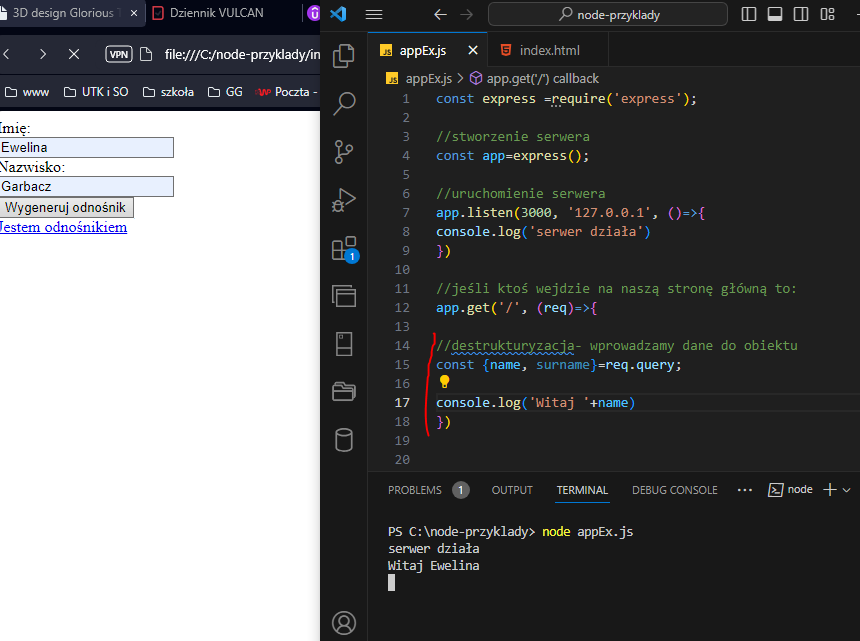 3D design Glorious T
Dziennik VULCAN
VPN
file:///C:/node-przyklady/in
www
UTK i SO
szkoła
GG
Poczta -
Imię:
Ewelina
Nazwisko:
Garbacz
Wygeneruj odnośnik
Jestem odnośnikiem
node-przyklady
JS appEx.js
index.html
JS appEx.js > app.get('/') callback
1 const express =require('express');
2
3 //stworzenie serwera
4 const app=express();
5
6 //uruchomienie serwera
7 app.listen(3000, '127.0.0.1', ()=>{
8 console.log('serwer działa')
9 })
10
11 //jeśli ktoś wejdzie na naszą stronę główną to:
12 app.get('/', (req)=>{
13
14 //destrukturyzacja- wprowadzamy dane do obiektu
15 const {name, surname}=req.query;
16
17 console.log('Witaj '+name)
18 })
19
20
1
PROBLEMS 1 OUTPUT TERMINAL DEBUG CONSOLE ··· node
PS C:\node-przyklady> node appEx.js
serwer działa
Witaj Ewelina